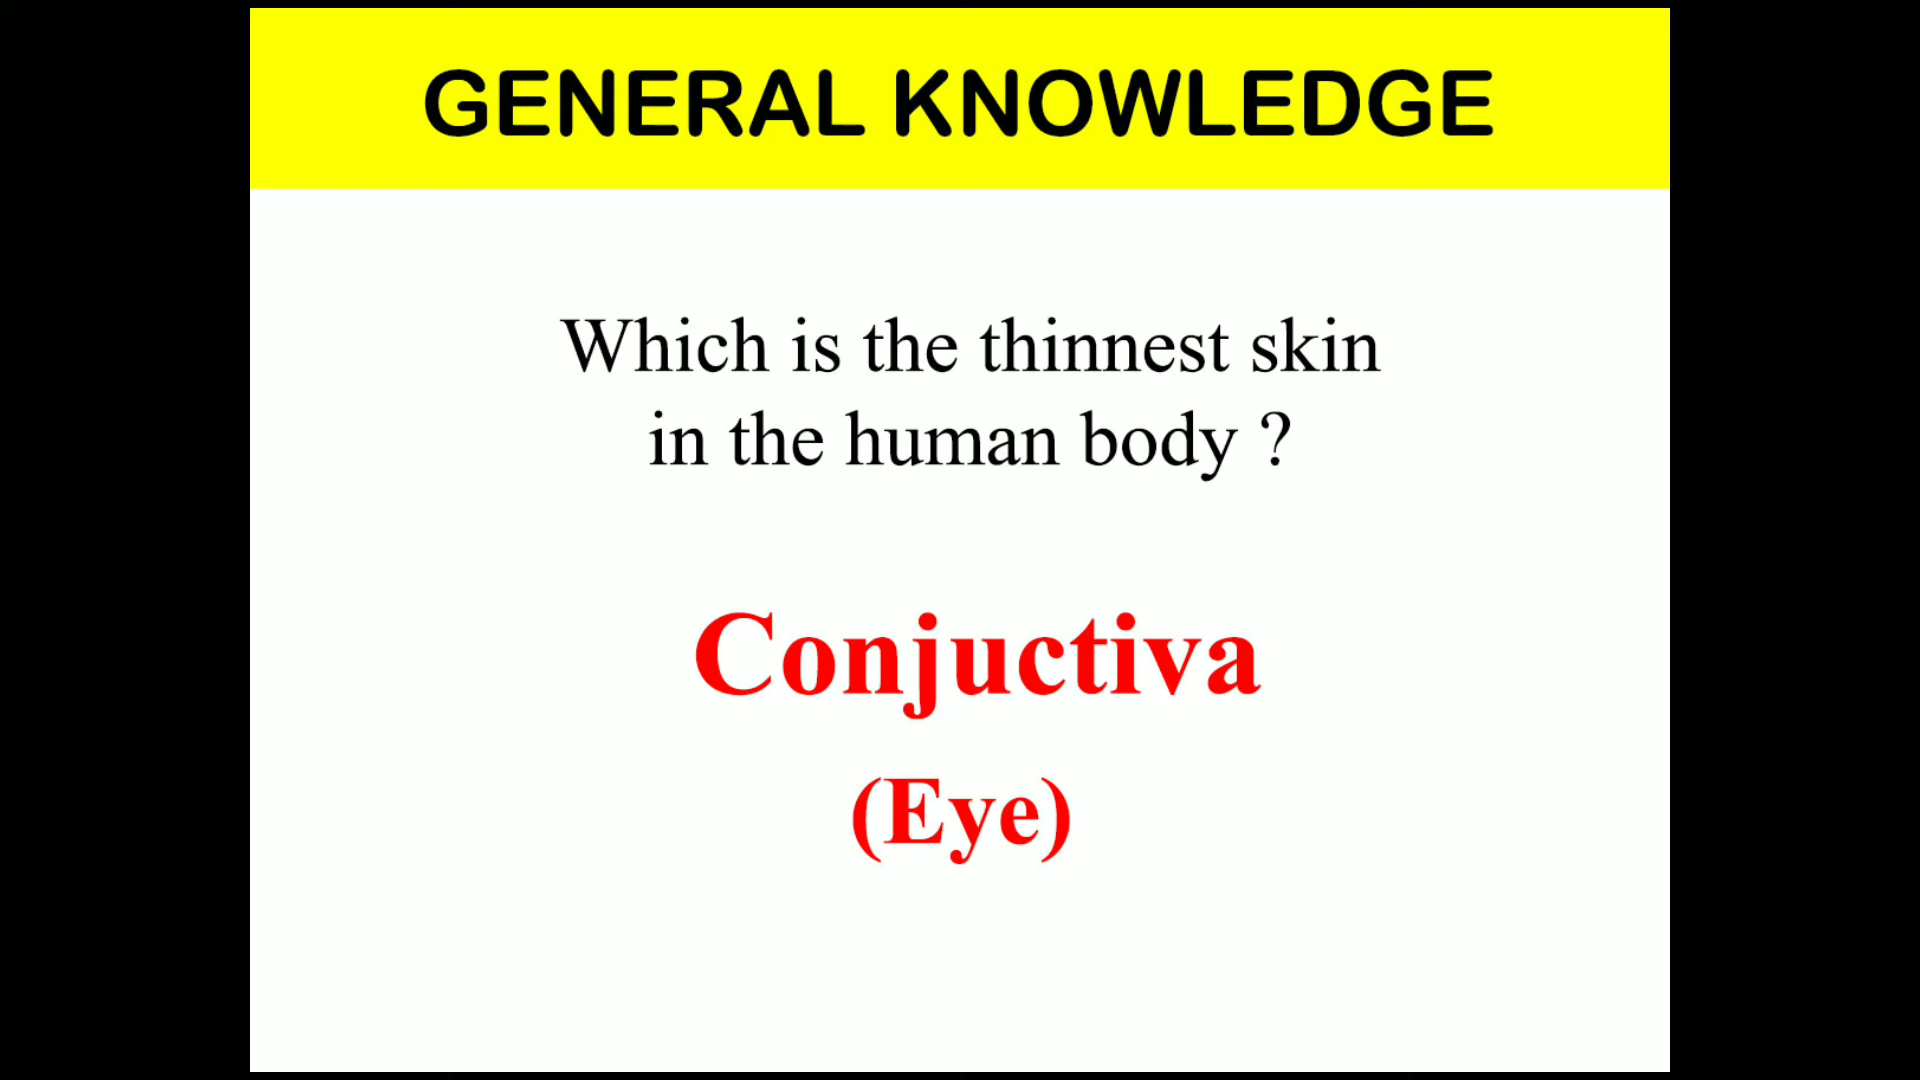 GENERAL KNOWLEDGE
Which is the thinnest skin
in the human body ?
Conjuctiva
(Eye)